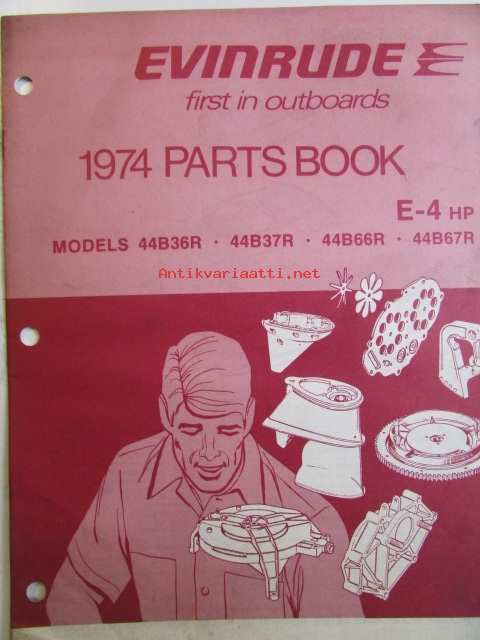 EVINRUDE
first in outboards
1974 PARTS BOOK
E-4 HP
MODELS 44B36R · 44B37R · 44B66R · 44B67R
Antikvariaatti.net